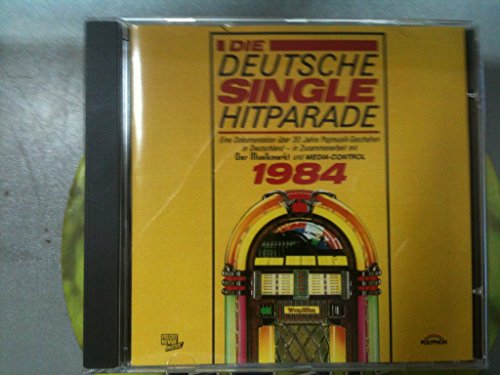 DIE
DEUTSCHE
SINGLE
HITPARADE
Eine Dokumentation über 30 Jahre Popmusik-Geschehen
in Deutschland - in Zusammenarbeit mit
Der Musikmarkt und MEDIA-CONTROL
1984
Wurlitzer
POLYPHON